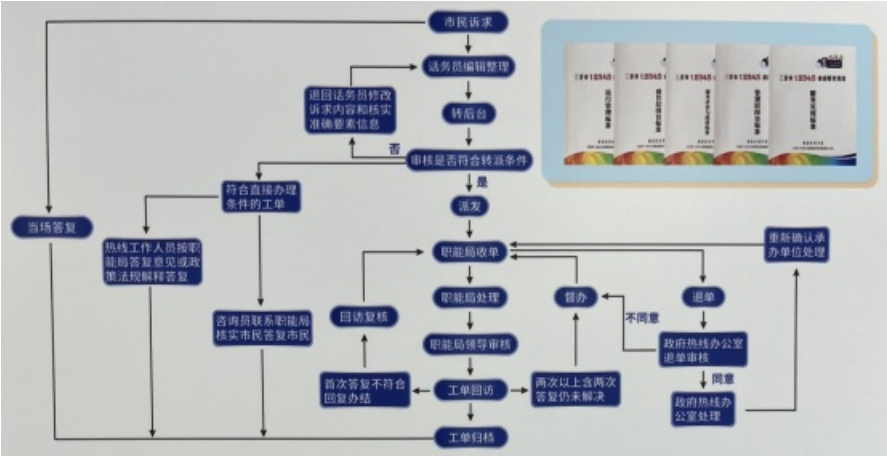 市民诉求
话务员编辑整理
退回话务员修改
诉求内容和核实
准确要素信息
转后台
否
审核是否符合转派条件
是
符合直接办理
条件的工单
派发
当场答复
热线工作人员按职
能局答复意见或政
策法规解释答复
职能局收单
重新确认承
办单位处理
职能局处理
督办
退单
回访复核
不同意
咨询员联系职能局
核实市民答复市民
职能局领导审核
政府热线办公室
退单审核
同意
首次答复不符合
回复办结
工单回访
两次以上含两次
答复仍未解决
政府热线办
公室处理
工单归档
12345
12345
12345
12345
12345